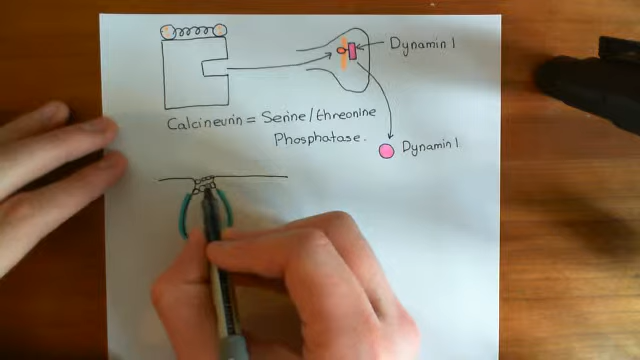 Dynamin 1
Calcineurin = Serine/threonine
Phosphatase.
Dynamin 1